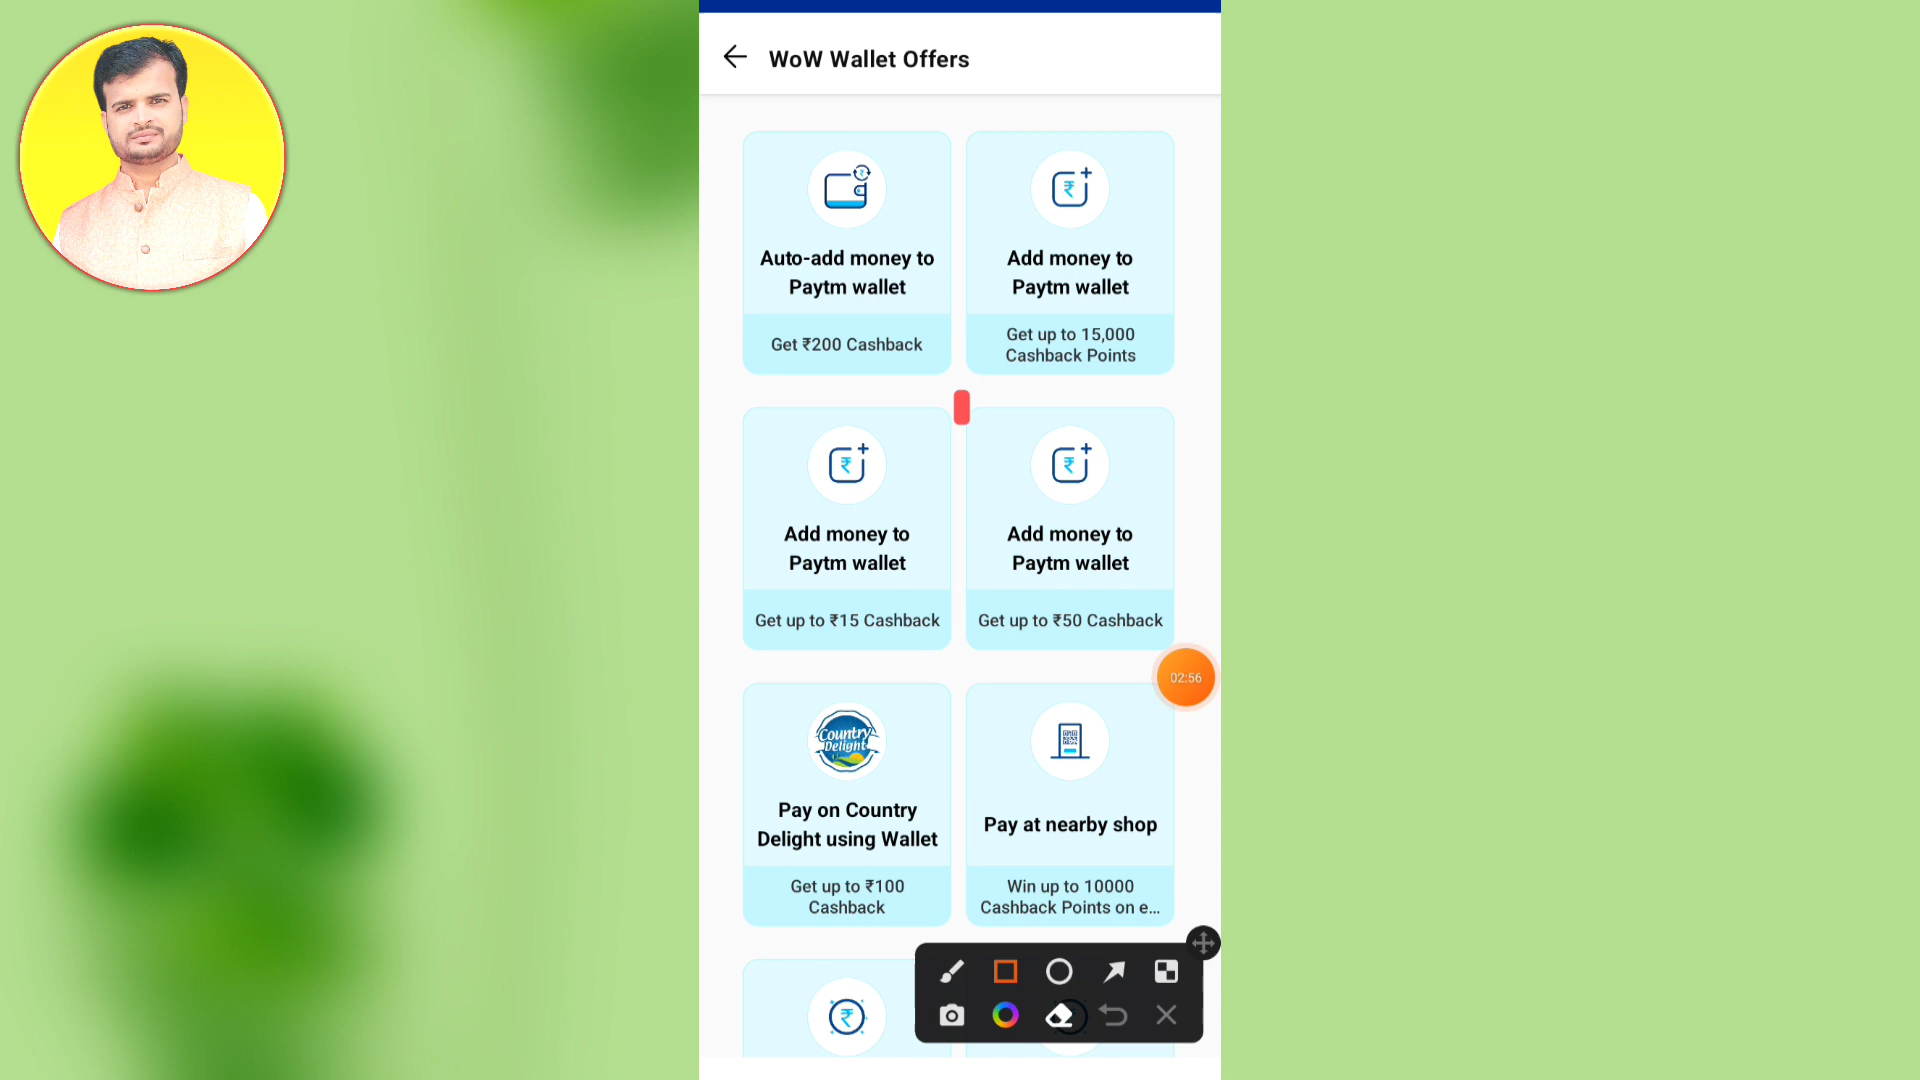 WoW Wallet Offers
Auto-add money to
Paytm wallet
Get ₹200 Cashback
Add money to
Paytm wallet
Get up to 15,000
Cashback Points
Add money to
Paytm wallet
Get up to ₹15 Cashback
Add money to
Paytm wallet
Get up to ₹50 Cashback
02:56
Country
Delight
Pay on Country
Delight using Wallet
Get up to ₹100
Cashback
Pay at nearby shop
Win up to 10000
Cashback Points on e...